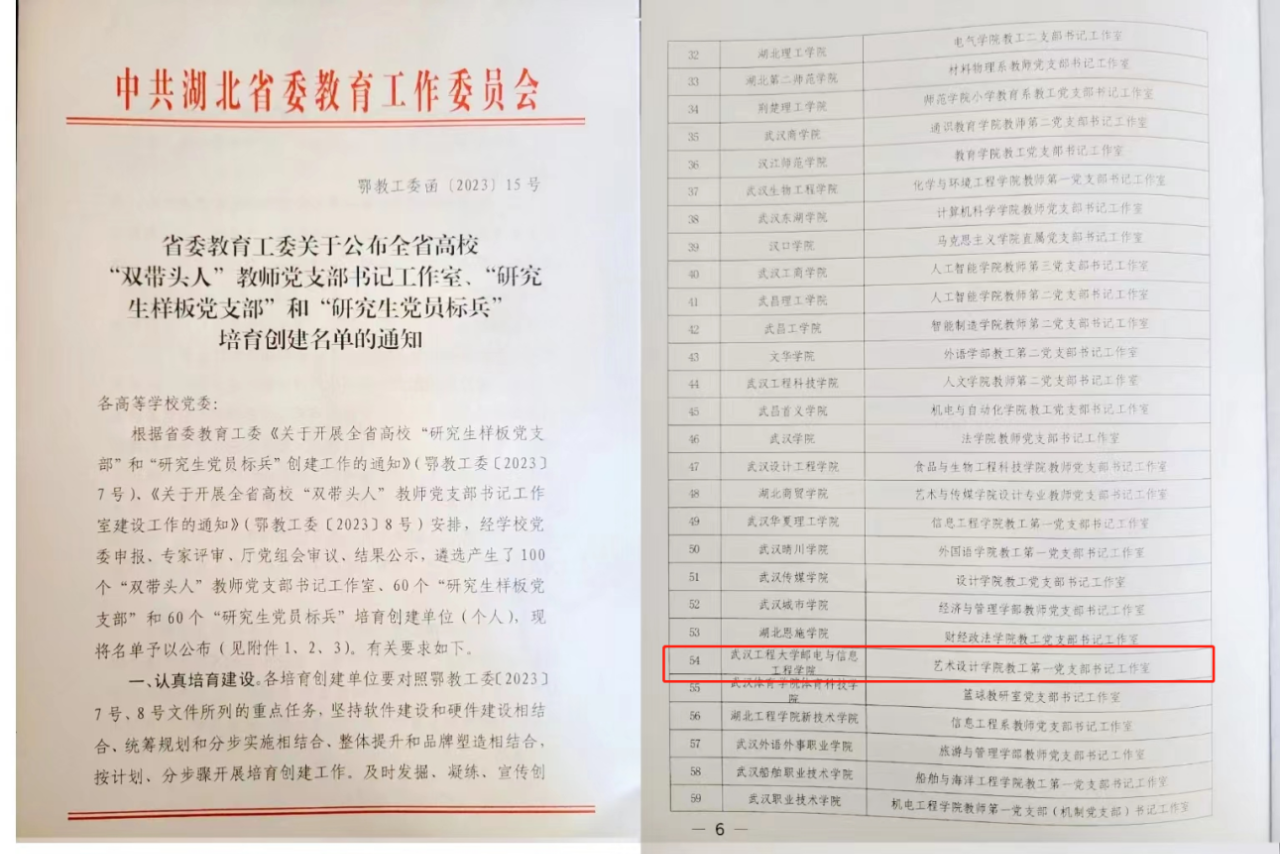 中共湖北省委教育工作委员会
鄂教工委函〔2023〕15号
省委教育工委关于公布全省高校
“双带头人”教师党支部书记工作室、“研究
生样板党支部”和“研究生党员标兵”
培育创建名单的通知
各高等学校党委：
根据省委教育工委《关于开展全省高校“研究生样板党支
部”和“研究生党员标兵”创建工作的通知》（鄂教工委〔2023〕
7号）、《关于开展全省高校“双带头人”教师党支部书记工作
室建设工作的通知》（鄂教工委〔2023〕8号）安排，经学校党
委申报、专家评审、厅党组会审议、结果公示，遴选产生了100
个“双带头人”教师党支部书记工作室、60个“研究生样板党
支部”和60个“研究生党员标兵”培育创建单位（个人），现
将名单予以公布（见附件1、2、3）。有关要求如下。
一、认真培育建设。各培育创建单位要对照鄂教工委〔2023〕
7号、8号文件所列的重点任务，坚持软件建设和硬件建设相结
合、统筹规划和分步实施相结合、整体提升和品牌塑造相结合，
按计划、分步骤开展培育创建工作。及时发掘、凝练、宣传创
32 湖北理工学院 电气学院教工二支部书记工作室
33 湖北第二师范学院 材料物理系教师党支部书记工作室
34 荆楚理工学院 师范学院小学教育系教工党支部书记工作室
35 武汉商学院 通识教育学院教师第二党支部书记工作室
36 汉江师范学院 教育学院教工党支部书记工作室
37 武汉生物工程学院 化学与环境工程学院教师第一党支部书记工作室
38 武汉东湖学院 计算机科学学院教师党支部书记工作室
39 汉口学院 马克思主义学院直属党支部书记工作室
40 武汉工商学院 人工智能学院教师第三党支部书记工作室
41 武昌理工学院 人工智能学院教师第二党支部书记工作室
42 武昌工学院 智能制造学院教师第二党支部书记工作室
43 文华学院 外语学部教工第二党支部书记工作室
44 武汉工程科技学院 人文学院教师第二党支部书记工作室
45 武昌首义学院 机电与自动化学院教工党支部书记工作室
46 武汉学院 法学院教师党支部书记工作室
47 武汉设计工程学院 食品与生物工程科技学院教师党支部书记工作室
48 湖北商贸学院 艺术与传媒学院设计专业教师党支部书记工作室
49 武汉华夏理工学院 信息工程学院教工第一党支部书记工作室
50 武汉晴川学院 外国语学院教工第一党支部书记工作室
51 武汉传媒学院 设计学院教工党支部书记工作室
52 武汉城市学院 经济与管理学部教师党支部书记工作室
53 湖北恩施学院 财经政法学院教工党支部书记工作室
54 武汉工程大学邮电与信息
工程学院 艺术设计学院教工第一党支部书记工作室
55 武汉体育学院体育科技学
院 篮球教研室党支部书记工作室
56 湖北工程学院新技术学院 信息工程系教师党支部书记工作室
57 武汉外语外事职业学院 旅游与管理学部教师党支部书记工作室
58 武汉船舶职业技术学院 船舶与海洋工程学院教工第一党支部书记工作室
59 武汉职业技术学院 机电工程学院教师第一党支部（机制党支部）书记工作室
— 6 —